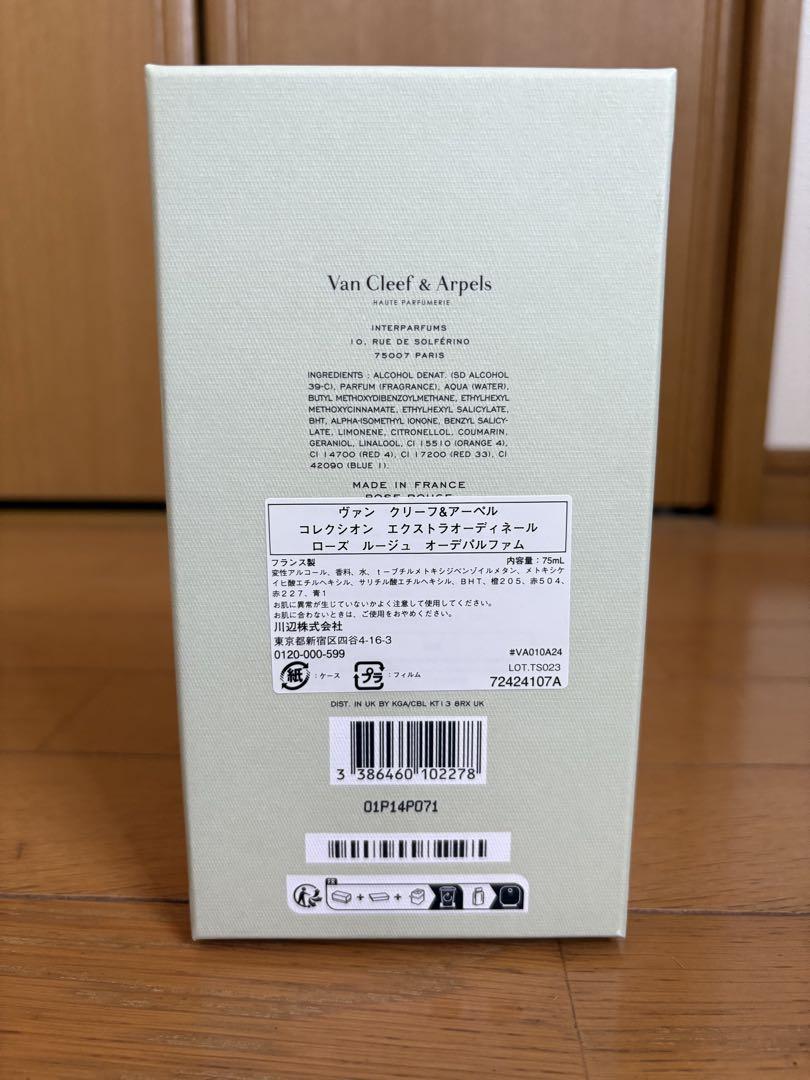 Van Cleef & Arpels
HAUTE PARFUMERIE
INTERPARFUMS
10, RUE DE SOLFÉRINO
75007 PARIS
INGREDIENTS : ALCOHOL DENAT. (SD ALCOHOL
39-C), PARFUM (FRAGRANCE), AQUA (WATER),
BUTYL METHOXYDIBENZOYLMETHANE, ETHYLHEXYL
METHOXYCINNAMATE, ETHYLHEXYL SALICYLATE,
BHT, ALPHA-ISOMETHYL IONONE, BENZYL SALICY-
LATE, LIMONENE, CITRONELLOL, COUMARIN,
GERANIOL, LINALOOL, CI 15510 (ORANGE 4),
CI 14700 (RED 4), CI 17200 (RED 33), CI
42090 (BLUE 1).
MADE IN FRANCE
ROSE ROUGE
ヴァン クリーフ&アーペル
コレクシオン エクストラオーディネール
ローズ ルージュ オーデパルファム
フランス製 内容量：75mL
変性アルコール、香料、水、t－ブチルメトキシジベンゾイルメタン、メトキシケ
イヒ酸エチルヘキシル、サリチル酸エチルヘキシル、BHT、橙205、赤504、
赤227、青1
お肌に異常が生じていないかよく注意して使用してください。
お肌に合わないときは、ご使用をおやめください。
川辺株式会社
東京都新宿区四谷4-16-3
0120-000-599 #VA010A24
紙 ：ケース プラ ：フィルム LOT.TS023
72424107A
DIST. IN UK BY KGA/CBL KT13 8RX UK
3 386460 102278
01P14P071
FR